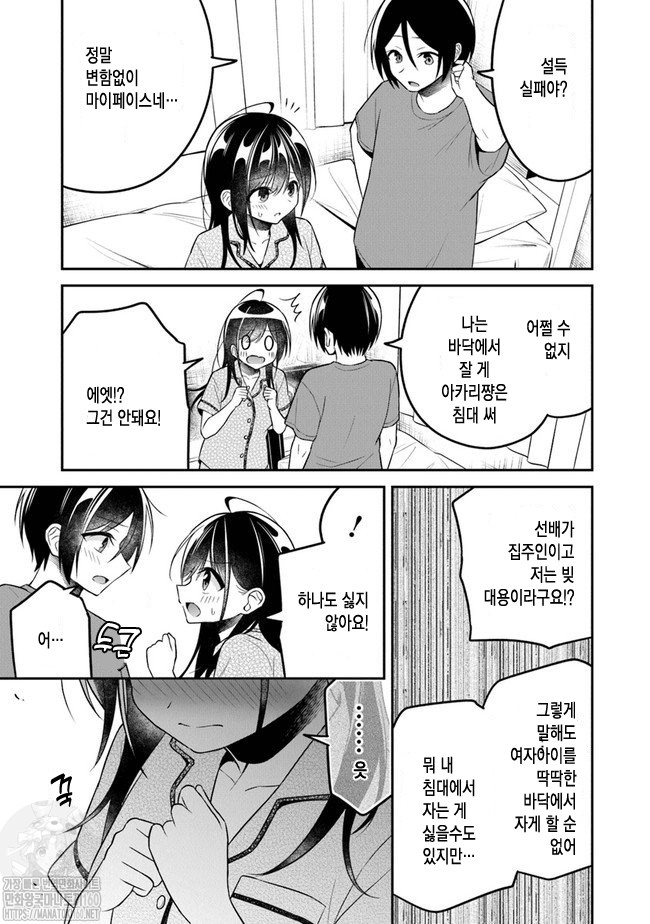 설득
실패야?
정말
변함없이
마이페이스네…
어쩔 수
없지
나는
바닥에서
잘 게
아카리쨩은
침대 써
에엣!?
그건 안돼요!
선배가
집주인이고
저는 빚
대용이라구요!?
그렇게
말해도
여자아이를
딱딱한
바닥에서
자게 할 순
없어
뭐 내
침대에서
자는 게
싫을수도
있지만…
!
하나도 싫지
않아요!
어…
두근
……
읏
꾹